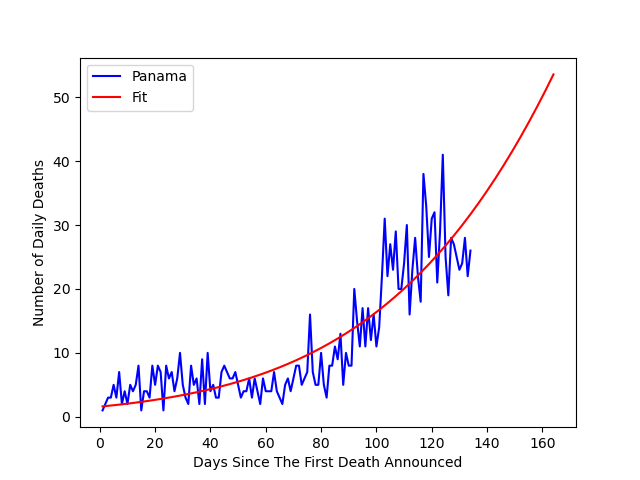 Panama
Fit
Number of Daily Deaths
50
40
30
20
10
0
0 20 40 60 80 100 120 140 160
Days Since The First Death Announced